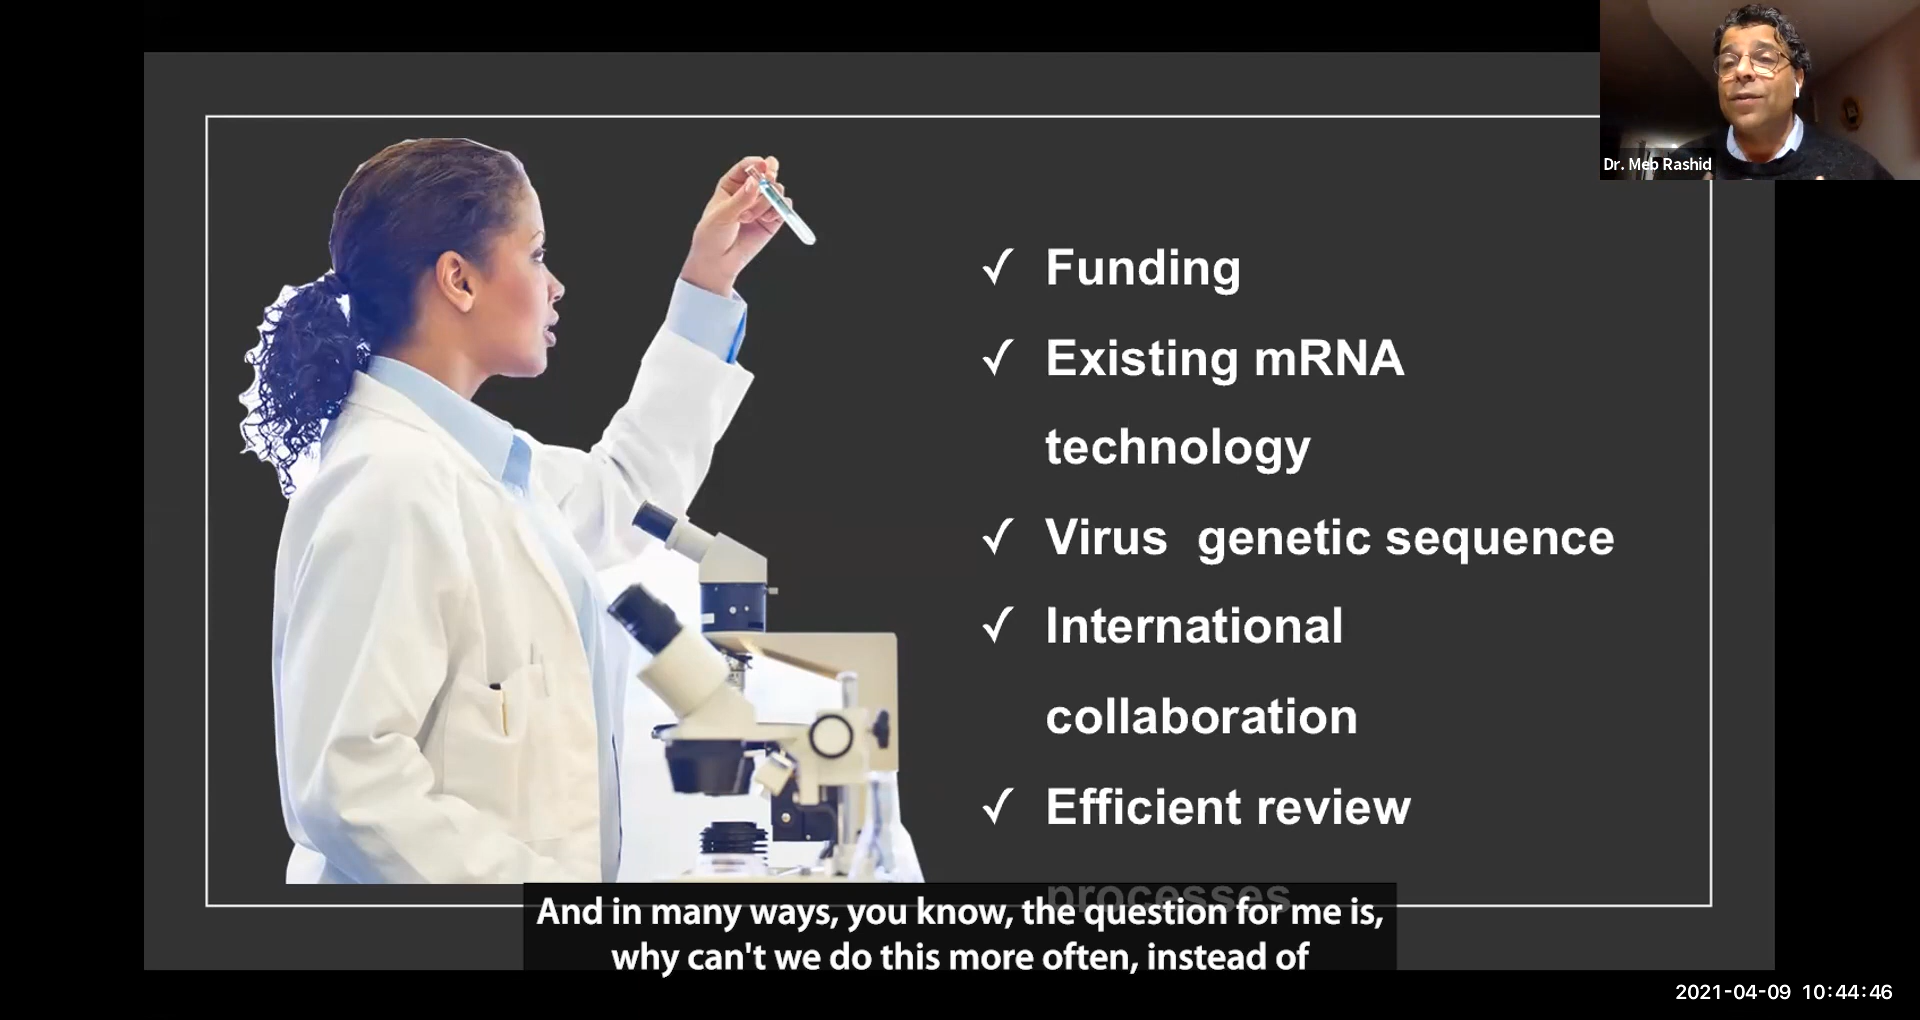 Dr. Meb Rashid
✓ Funding
✓ Existing mRNA
technology
✓ Virus genetic sequence
✓ International
collaboration
✓ Efficient review
processes
And in many ways, you know, the question for me is,
why can't we do this more often, instead of
2021-04-09 10:44:46